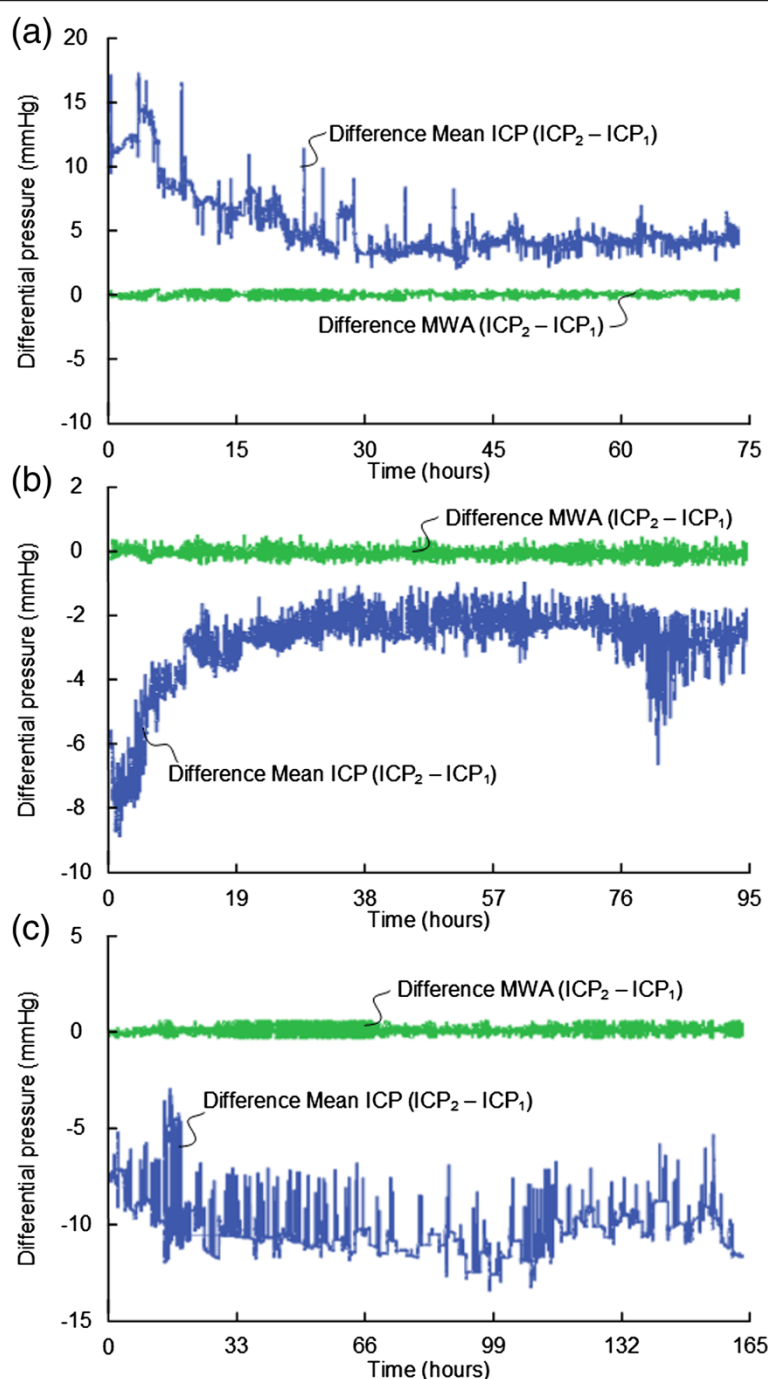 (a)
Differential pressure (mmHg)
20
15
10
5
0
-5
-10
Difference Mean ICP (ICP₂ – ICP₁)
Difference MWA (ICP₂ – ICP₁)
0 15 30 45 60 75
Time (hours)
(b)
Differential pressure (mmHg)
2
0
-2
-4
-6
-8
-10
Difference MWA (ICP₂ – ICP₁)
Difference Mean ICP (ICP₂ – ICP₁)
0 19 38 57 76 95
Time (hours)
(c)
Differential pressure (mmHg)
5
0
-5
-10
-15
Difference MWA (ICP₂ – ICP₁)
Difference Mean ICP (ICP₂ – ICP₁)
0 33 66 99 132 165
Time (hours)